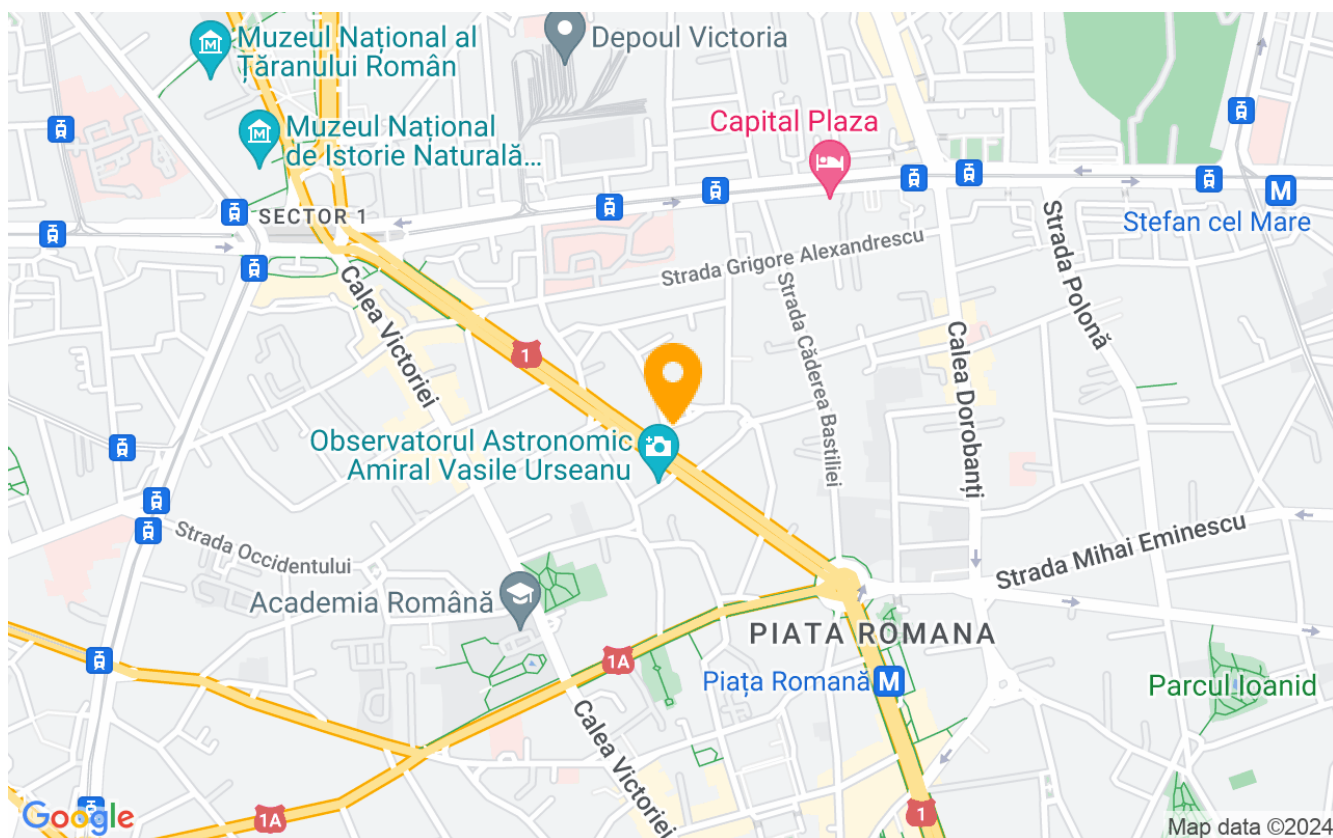 Muzeul Național al
Țăranului Român
Depoul Victoria
Muzeul Național
de Istorie Naturală...
Capital Plaza
SECTOR 1
M
Stefan cel Mare
Strada Grigore Alexandrescu
Strada Polonă
Calea Victoriei
Strada Căderea Bastiliei
Calea Dorobanți
1
Observatorul Astronomic
Amiral Vasile Urseanu
Strada Occidentului
Strada Mihai Eminescu
Academia Română
PIATA ROMANA
1A
Piața Romană M
Parcul Ioanid
Calea Victoriei
Google
1A
1
Map data ©2024